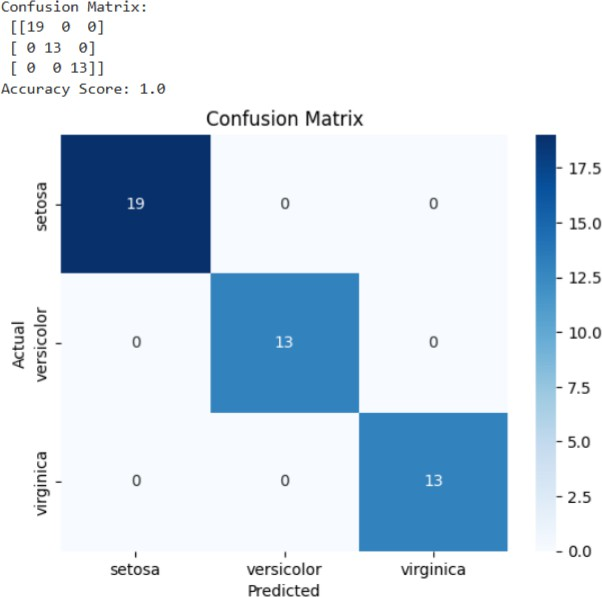 Confusion Matrix:
[[19 0 0]
[ 0 13 0]
[ 0 0 13]]
Accuracy Score: 1.0
Confusion Matrix
setosa
19 0 0
17.5
15.0
12.5
Actual
versicolor
0 13 0
10.0
7.5
5.0
virginica
0 0 13
2.5
0.0
setosa versicolor virginica
Predicted